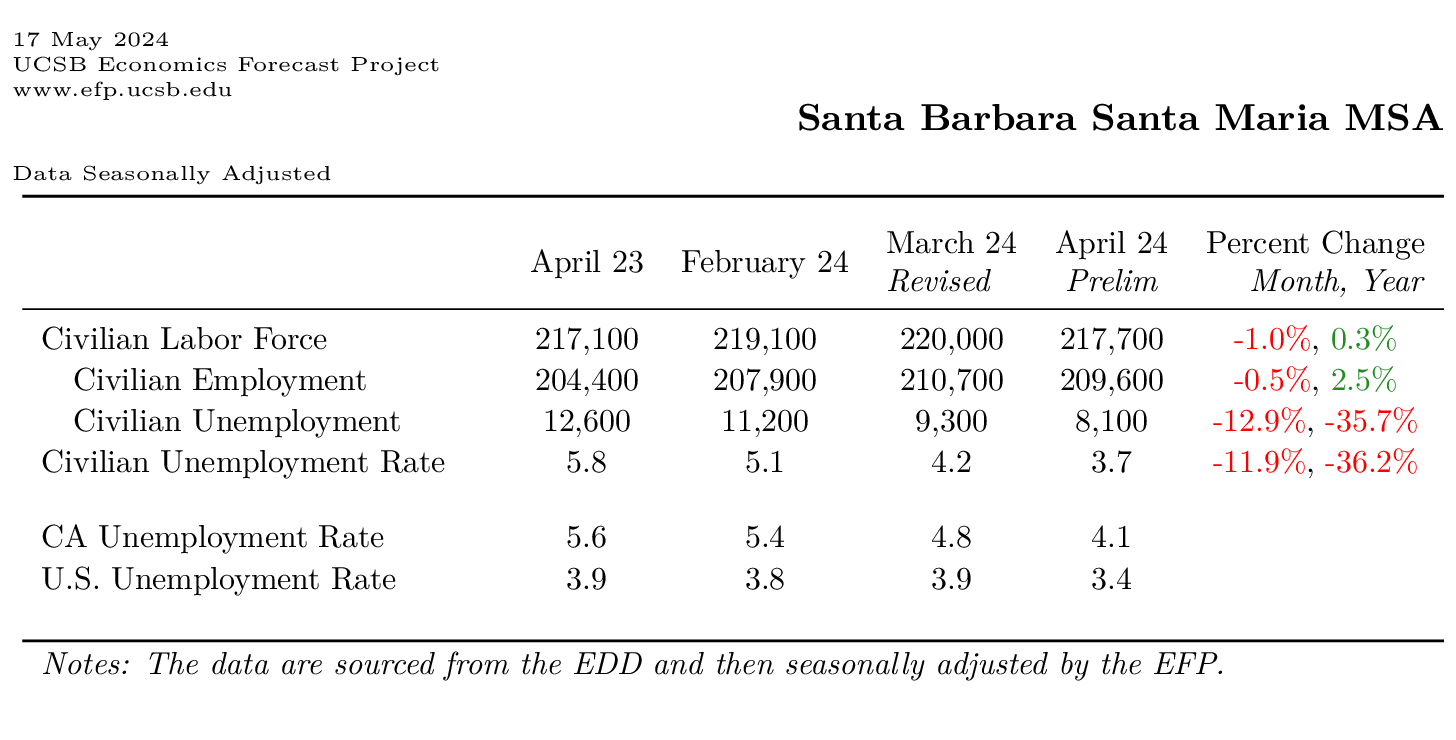 17 May 2024
UCSB Economics Forecast Project
www.efp.ucsb.edu
Santa Barbara Santa Maria MSA
Data Seasonally Adjusted
April 23 February 24 March 24 April 24 Percent Change
Revised Prelim Month, Year
Civilian Labor Force 217,100 219,100 220,000 217,700 -1.0%, 0.3%
Civilian Employment 204,400 207,900 210,700 209,600 -0.5%, 2.5%
Civilian Unemployment 12,600 11,200 9,300 8,100 -12.9%, -35.7%
Civilian Unemployment Rate 5.8 5.1 4.2 3.7 -11.9%, -36.2%
CA Unemployment Rate 5.6 5.4 4.8 4.1
U.S. Unemployment Rate 3.9 3.8 3.9 3.4
Notes: The data are sourced from the EDD and then seasonally adjusted by the EFP.